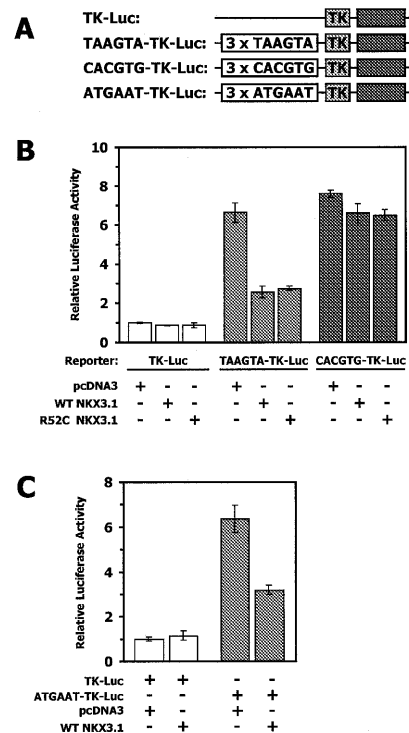 A
TK-Luc: TK
TAAGTA-TK-Luc: 3 x TAAGTA TK
CACGTG-TK-Luc: 3 x CACGTG TK
ATGAAT-TK-Luc: 3 x ATGAAT TK
B
Relative Luciferase Activity
10
8
6
4
2
0
Reporter: TK-Luc TAAGTA-TK-Luc CACGTG-TK-Luc
pcDNA3 + - - + - - + - -
WT NKX3.1 - + - - + - - + -
R52C NKX3.1 - - + - - + - - +
C
Relative Luciferase Activity
8
6
4
2
0
TK-Luc + + - -
ATGAAT-TK-Luc - - + +
pcDNA3 + - + -
WT NKX3.1 - + - +